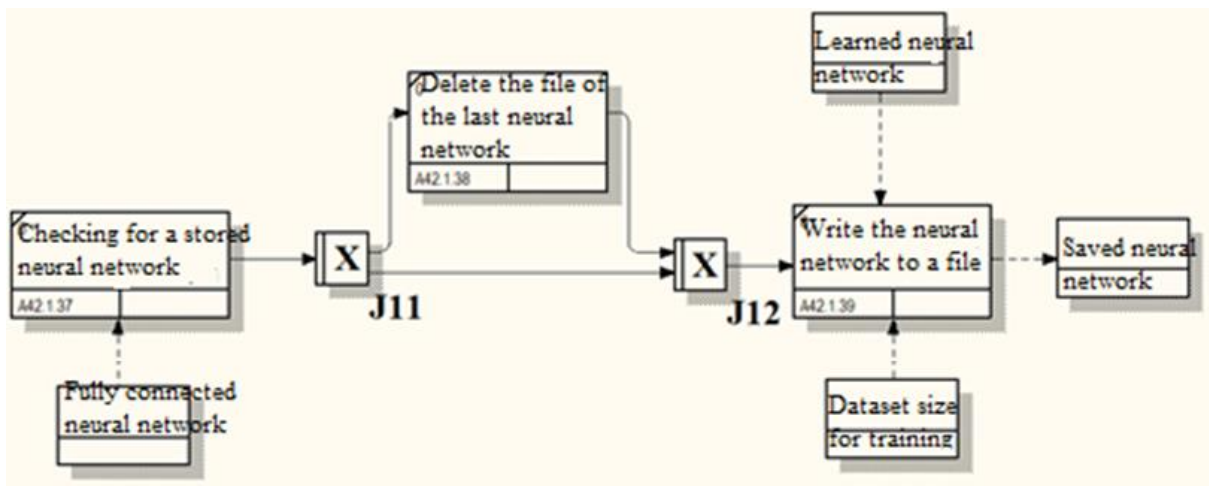 Learned neural
network
Delete the file of
the last neural
network
A42.1.38
Checking for a stored
neural network
A42.1.37
X
J11
X
J12
Write the neural
network to a file
A42.1.39
Saved neural
network
Fully connected
neural network
Dataset size
for training